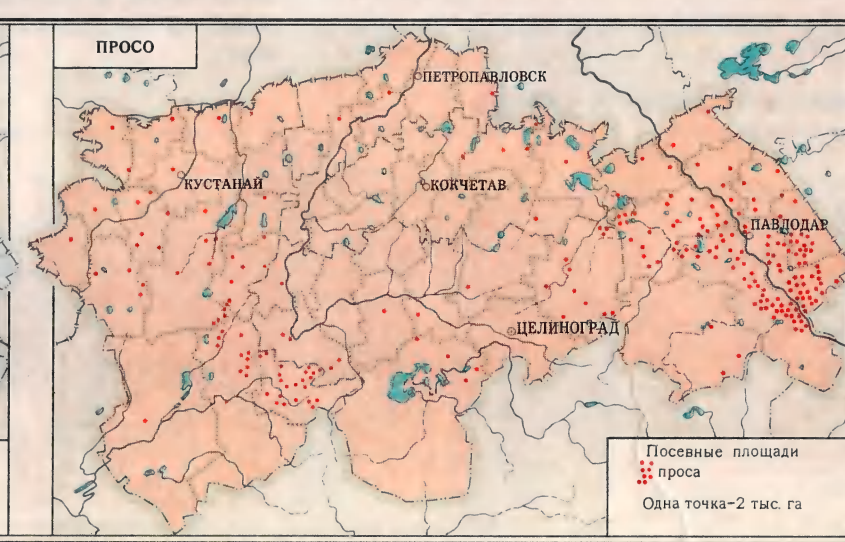 ПРОСО
ПЕТРОПАВЛОВСК
КУСТАНАЙ
КОКЧЕТАВ
ПАВЛОДАР
ЦЕЛИНОГРАД
Посевные площади
проса
Одна точка-2 тыс. га